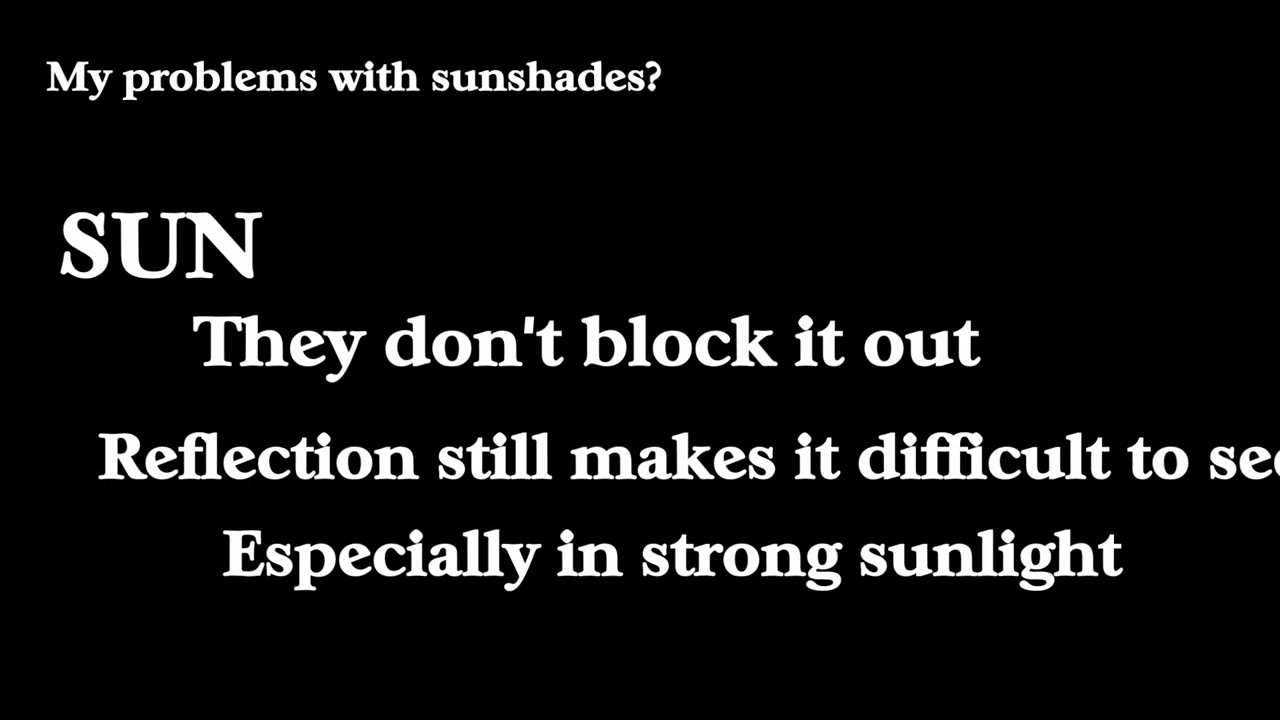 My problems with sunshades?
SUN
They don't block it out
Reflection still makes it difficult to see
Especially in strong sunlight